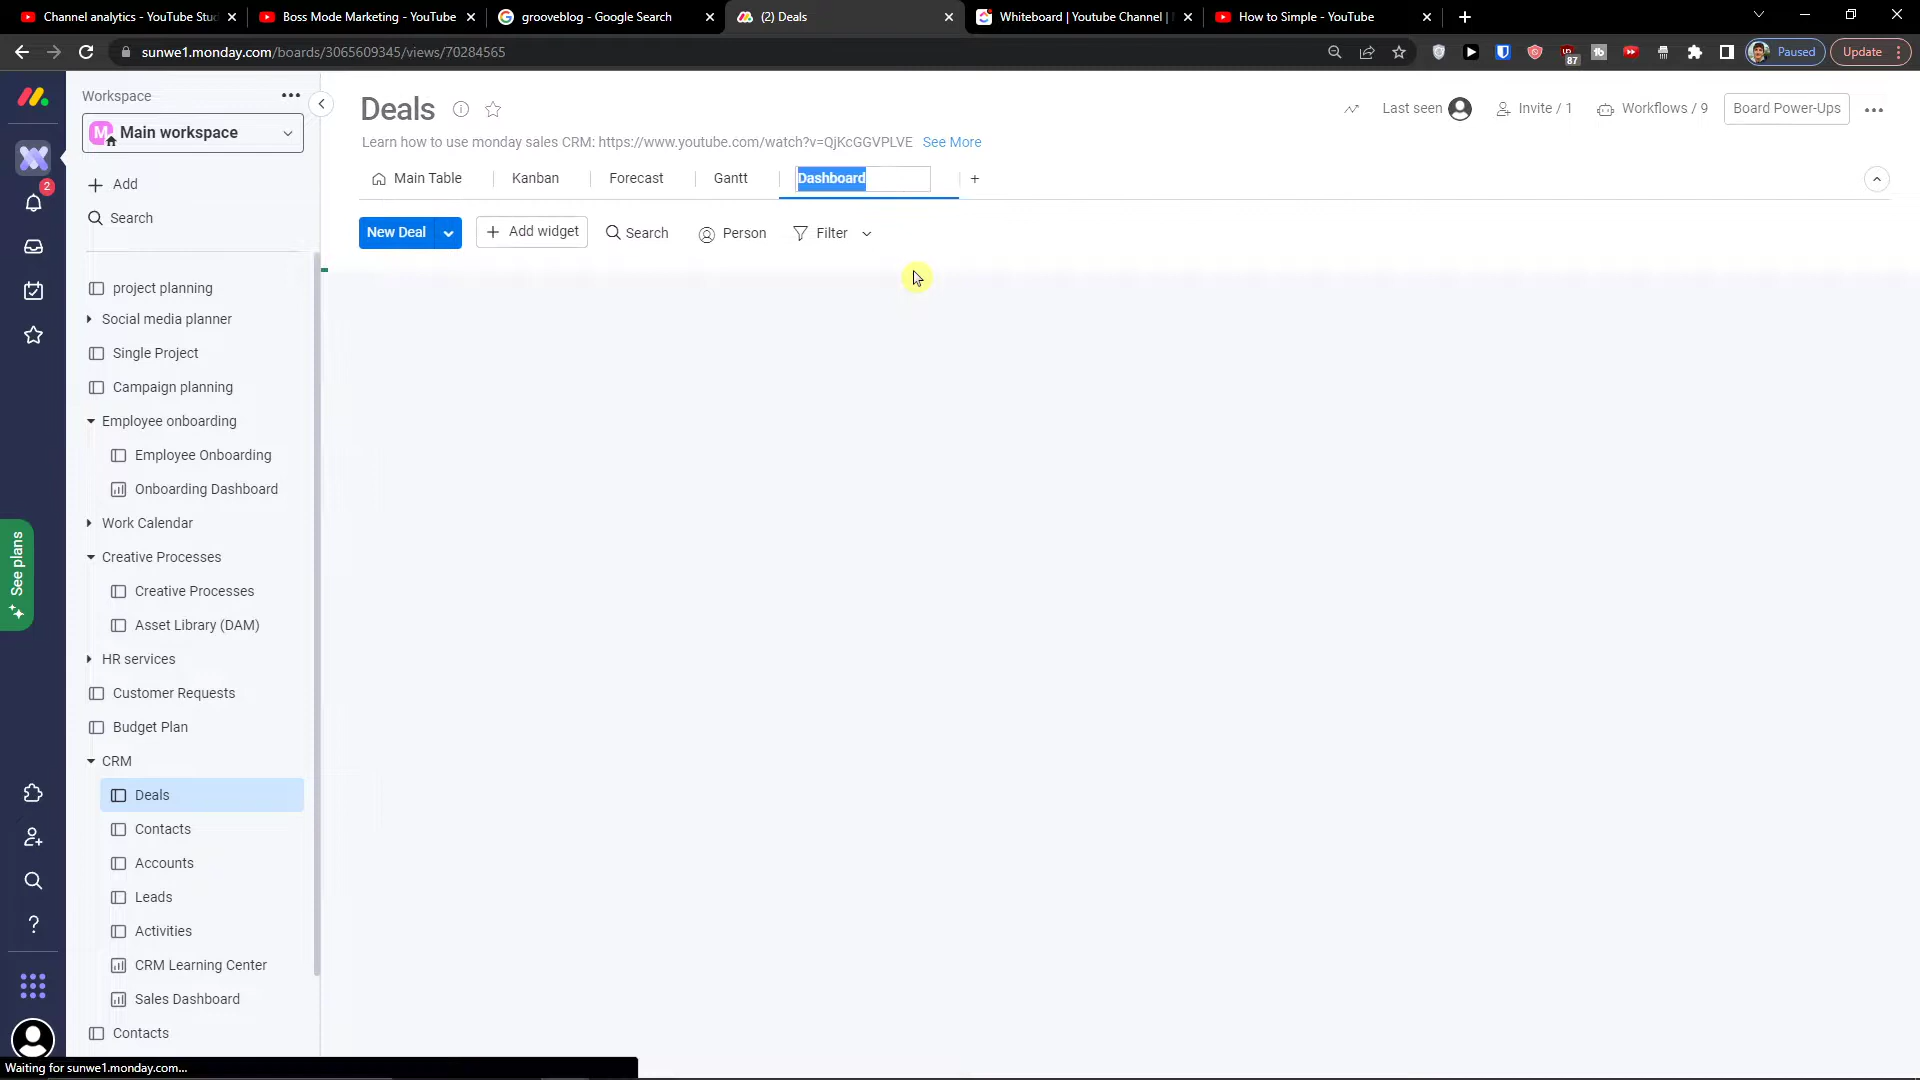 Channel analytics - YouTube Stud
Boss Mode Marketing - YouTube
grooveblog - Google Search
(2) Deals
Whiteboard | Youtube Channel |
How to Simple - YouTube
sunwe1.monday.com/boards/3065609345/views/70284565
87
Paused
Update
Workspace
M
Main workspace
Add
Search
2
project planning
Social media planner
Single Project
Campaign planning
Employee onboarding
Employee Onboarding
Onboarding Dashboard
Work Calendar
Creative Processes
Creative Processes
Asset Library (DAM)
HR services
Customer Requests
Budget Plan
CRM
Deals
Contacts
Accounts
Leads
Activities
CRM Learning Center
Sales Dashboard
Contacts
See plans
?
Waiting for sunwe1.monday.com...
Deals
Last seen
Invite / 1
Workflows / 9
Board Power-Ups
Learn how to use monday sales CRM: https://www.youtube.com/watch?v=QjKcGGVPLVE See More
Main Table
Kanban
Forecast
Gantt
Dashboard
New Deal
Add widget
Search
Person
Filter